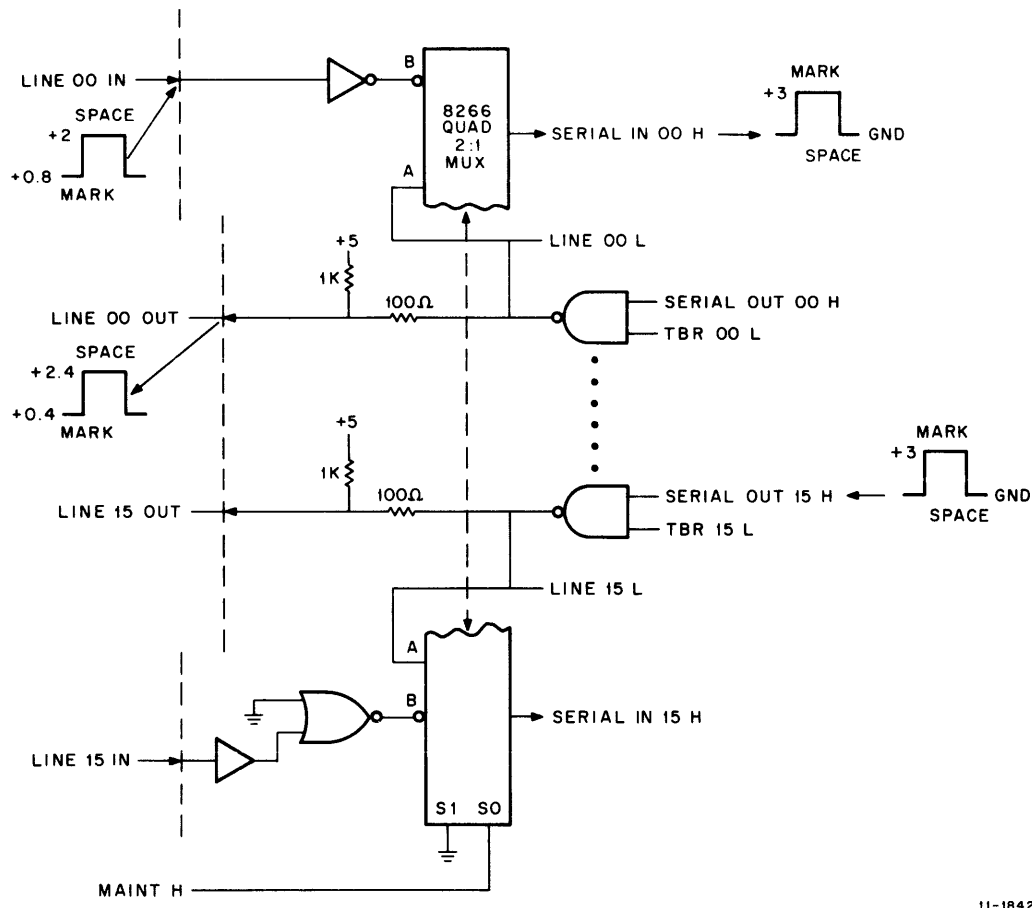 LINE 00 IN
SPACE
+2
+0.8
MARK
B
8266
QUAD
2:1
MUX
A
SERIAL IN 00 H
MARK
+3
GND
SPACE
LINE 00 L
+5
1K
100Ω
LINE 00 OUT
SERIAL OUT 00 H
TBR 00 L
SPACE
+2.4
+0.4
MARK
+5
1K
100Ω
LINE 15 OUT
SERIAL OUT 15 H
TBR 15 L
MARK
+3
GND
SPACE
LINE 15 L
A
B
SERIAL IN 15 H
LINE 15 IN
S1 S0
MAINT H
11-1842